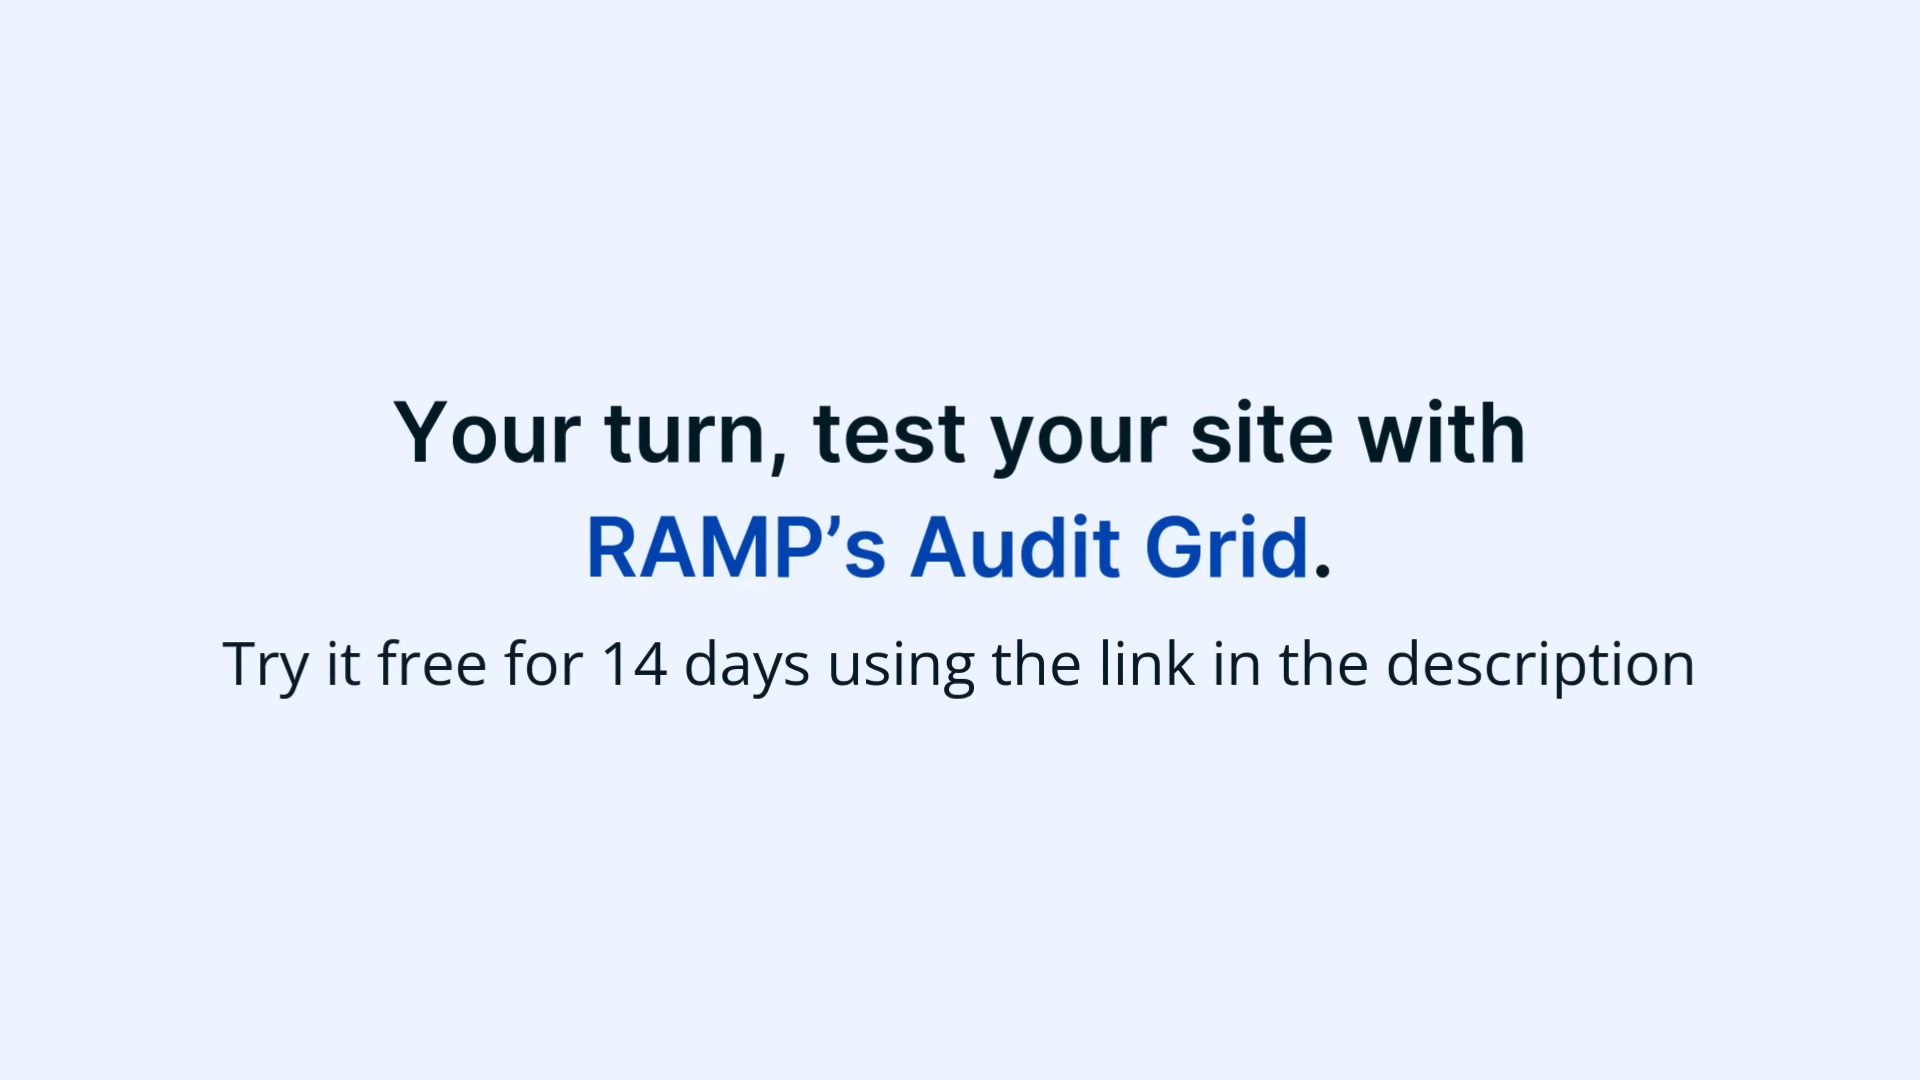 Your turn, test your site with
RAMP’s Audit Grid.
Try it free for 14 days using the link in the description